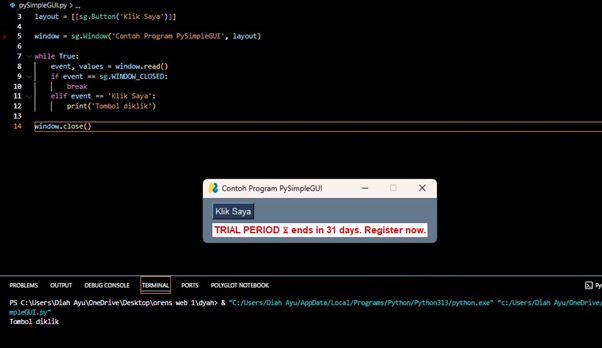 pySimpleGUI.py > ...
3 layout = [[sg.Button('Klik Saya')]]
4
5 window = sg.Window('Contoh Program PySimpleGUI', layout)
6
7 while True:
8 event, values = window.read()
9 if event == sg.WINDOW_CLOSED:
10 break
11 elif event == 'Klik Saya':
12 print('Tombol diklik')
13
14 window.close()
Contoh Program PySimpleGUI
Klik Saya
TRIAL PERIOD ⏳ ends in 31 days. Register now.
PROBLEMS OUTPUT DEBUG CONSOLE TERMINAL PORTS POLYGLOT NOTEBOOK Py
PS C:\Users\Diah Ayu\OneDrive\Desktop\orens web 1\dyah> & "C:/Users/Diah Ayu/AppData/Local/Programs/Python/Python313/python.exe" "c:/Users/Diah Ayu/OneDrive/
mpleGUI.py"
Tombol diklik